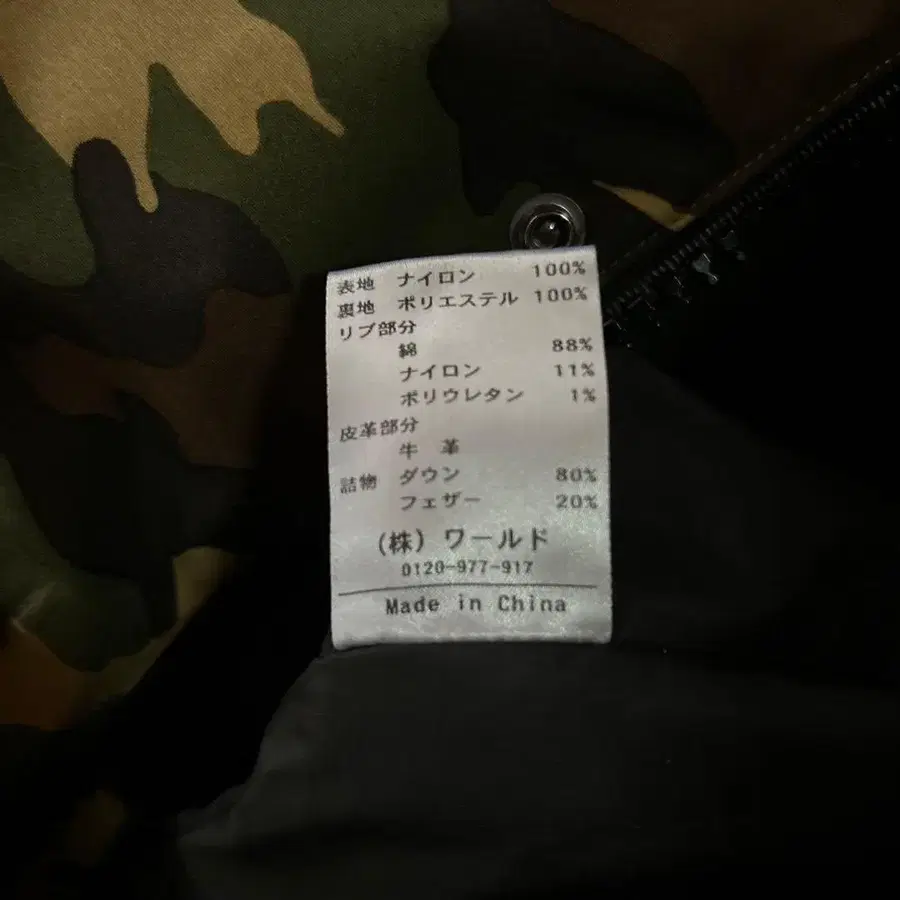 表地 ナイロン 100%
裏地 ポリエステル 100%
リブ部分
綿 88%
ナイロン 11%
ポリウレタン 1%
皮革部分
牛 革
詰物 ダウン 80%
フェザー 20%
(株) ワールド
0120-977-917
Made in China